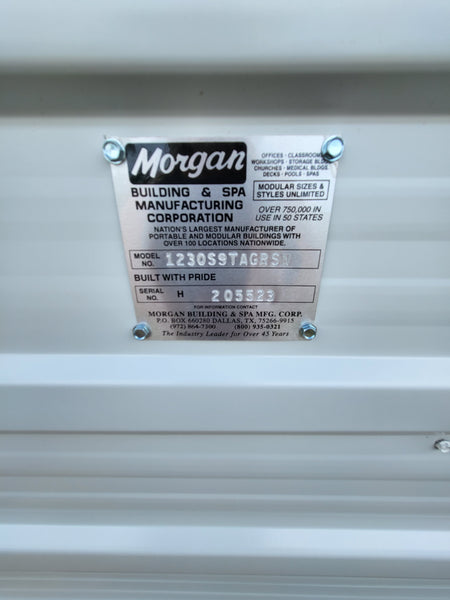 Morgan
OFFICES · CLASSROOMS
WORKSHOPS · STORAGE BLDGS.
CHURCHES · MEDICAL BLDGS.
DECKS · POOLS · SPAS
BUILDING & SPA
MANUFACTURING
CORPORATION
MODULAR SIZES &
STYLES UNLIMITED
OVER 750,000 IN
USE IN 50 STATES
NATION'S LARGEST MANUFACTURER OF
PORTABLE AND MODULAR BUILDINGS WITH
OVER 100 LOCATIONS NATIONWIDE.
MODEL NO.
BUILT WITH PRIDE
SERIAL NO. H 205523
FOR INFORMATION CONTACT
MORGAN BUILDING & SPA MFG. CORP.
P.O. BOX 660280 DALLAS, TX, 75266-9915
(972) 864-7300 (800) 935-0321
The Industry Leader for Over 45 Years